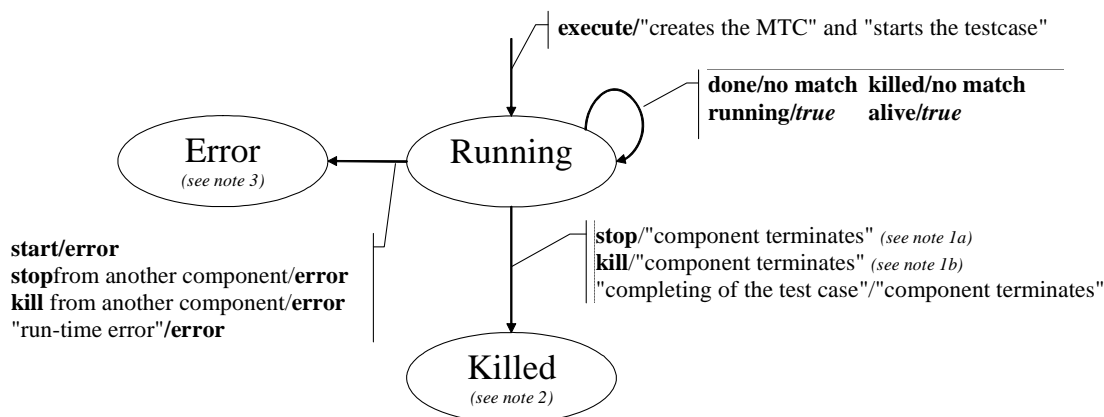 execute/"creates the MTC" and "starts the testcase"
done/no match killed/no match
running/true alive/true
Error
(see note 3)
Running
start/error
stopfrom another component/error
kill from another component/error
"run-time error"/error
stop/"component terminates" (see note 1a)
kill/"component terminates" (see note 1b)
"completing of the test case"/"component terminates"
Killed
(see note 2)